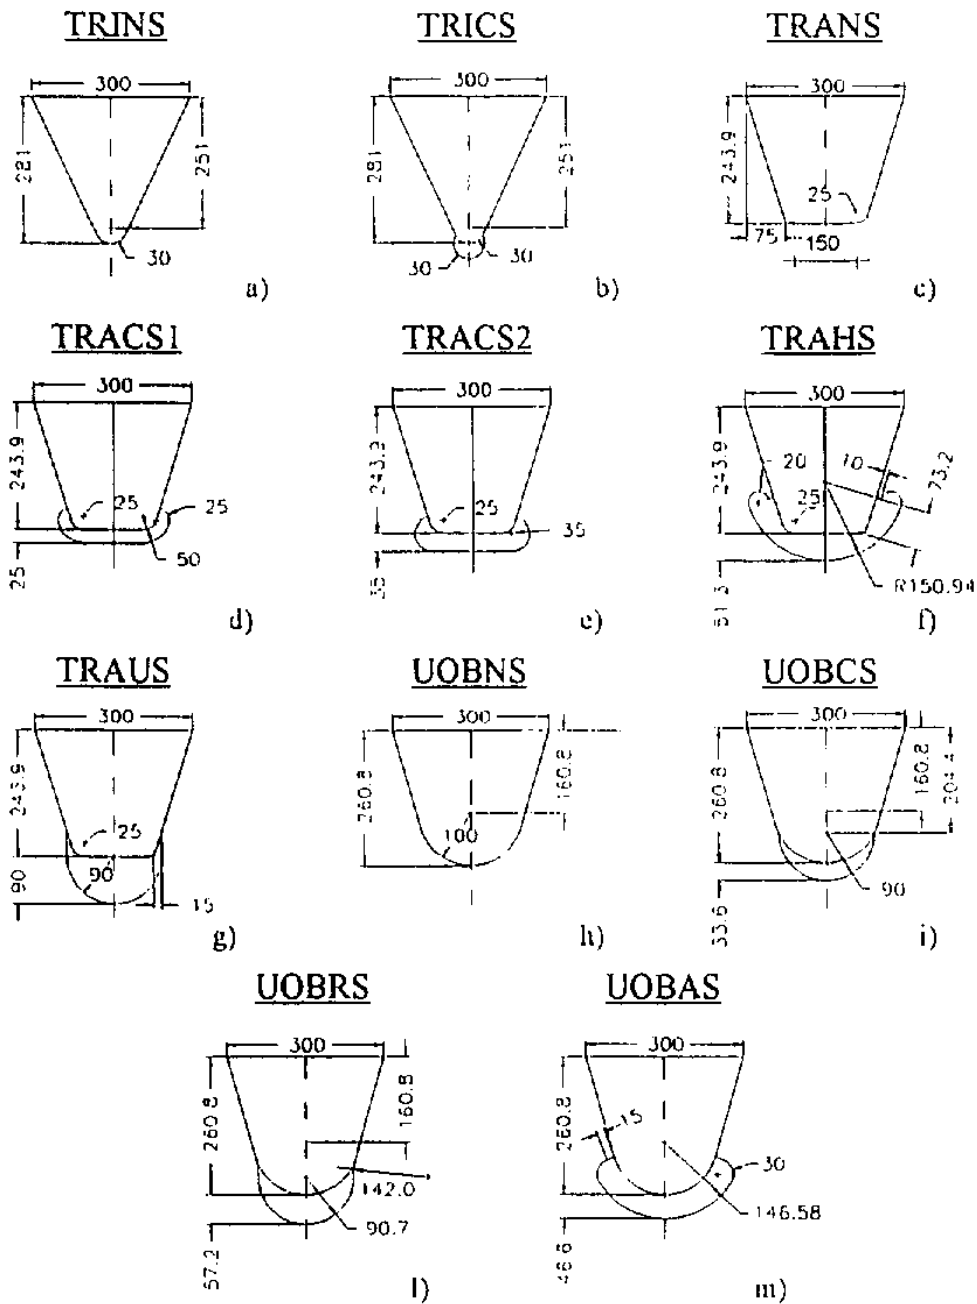 TRINS TRICS TRANS
300 300 300
281 251 281 251 243.9
25
30 30 30 75 150
a) b) c)
TRACS1 TRACS2 TRAHS
300 300 300
243.9 243.9 243.9 20 10 73.2
25 25 25 25
50 35
25 35 R150.94
51.3
d) e) f)
TRAUS UOBNS UOBCS
300 300 300
243.9 260.8 160.8 260.8 160.8 204.4
25 100
90 90 90
15 33.6
g) h) i)
UOBRS UOBAS
300 300
260.8 160.8 260.8 15
142.0 30
90.7 146.58
57.2 46.6
l) m)